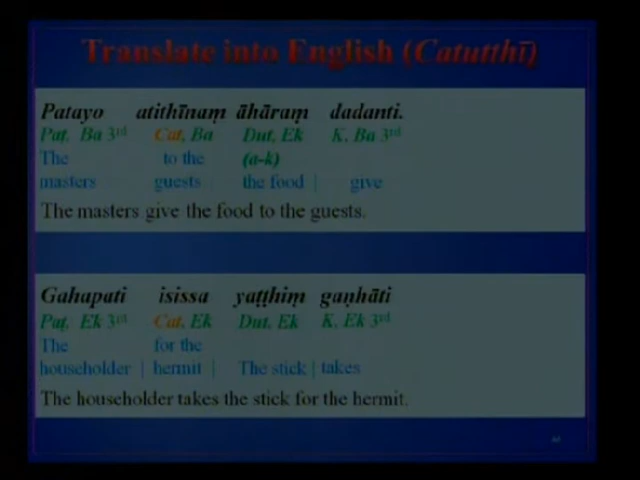 Translate into English (Catutthī)
Patayo atithīnaṃ āhāraṃ dadanti.
Paṭ, Ba 3rd Cat, Ba Dut, Ek K, Ba 3rd
The to the (a-k)
masters guests | the food | give
The masters give the food to the guests.
Gahapati isissa yaṭṭhiṃ gaṇhāti
Paṭ, Ek 3rd Cat, Ek Dut, Ek K, Ek 3rd
The for the
householder | hermit | The stick | takes
The householder takes the stick for the hermit.